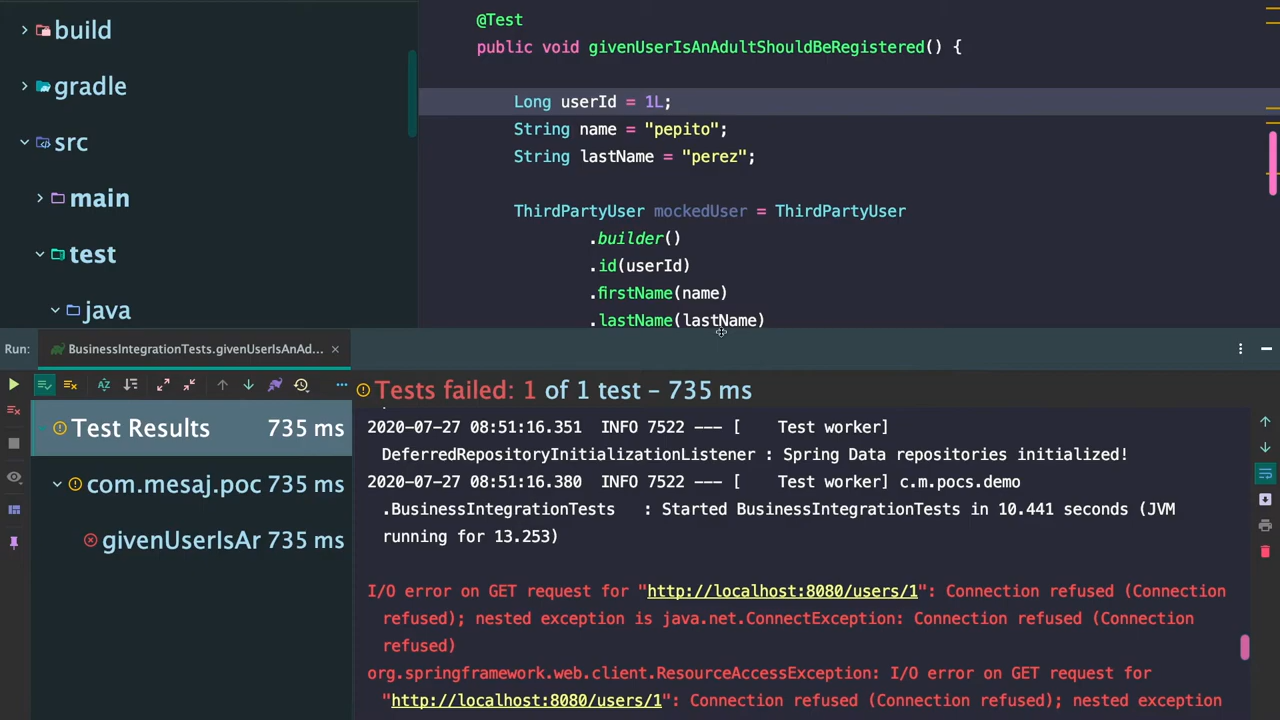 build
gradle
src
main
test
java
@Test
public void givenUserIsAnAdultShouldBeRegistered() {
Long userId = 1L;
String name = "pepito";
String lastName = "perez";
ThirdPartyUser mockedUser = ThirdPartyUser
.builder()
.id(userId)
.firstName(name)
.lastName(lastName)
Run: BusinessIntegrationTests.givenUserIsAnAd...
Tests failed: 1 of 1 test – 735 ms
Test Results 735 ms
com.mesaj.poc 735 ms
givenUserIsAr 735 ms
2020-07-27 08:51:16.351 INFO 7522 --- [ Test worker]
DeferredRepositoryInitializationListener : Spring Data repositories initialized!
2020-07-27 08:51:16.380 INFO 7522 --- [ Test worker] c.m.pocs.demo
.BusinessIntegrationTests : Started BusinessIntegrationTests in 10.441 seconds (JVM
running for 13.253)
I/O error on GET request for "http://localhost:8080/users/1": Connection refused (Connection
refused); nested exception is java.net.ConnectException: Connection refused (Connection
refused)
org.springframework.web.client.ResourceAccessException: I/O error on GET request for
"http://localhost:8080/users/1": Connection refused (Connection refused); nested exception